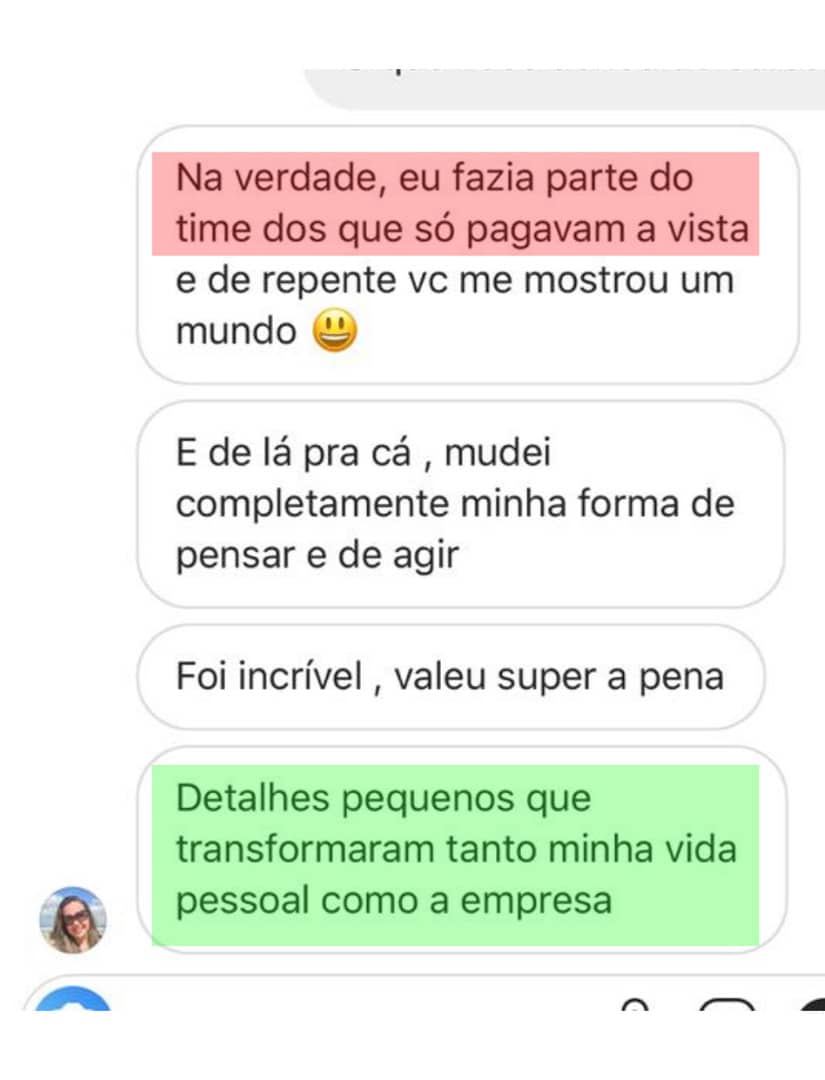 Na verdade, eu fazia parte do
time dos que só pagavam a vista
e de repente vc me mostrou um
mundo 😃
E de lá pra cá , mudei
completamente minha forma de
pensar e de agir
Foi incrível , valeu super a pena
Detalhes pequenos que
transformaram tanto minha vida
pessoal como a empresa